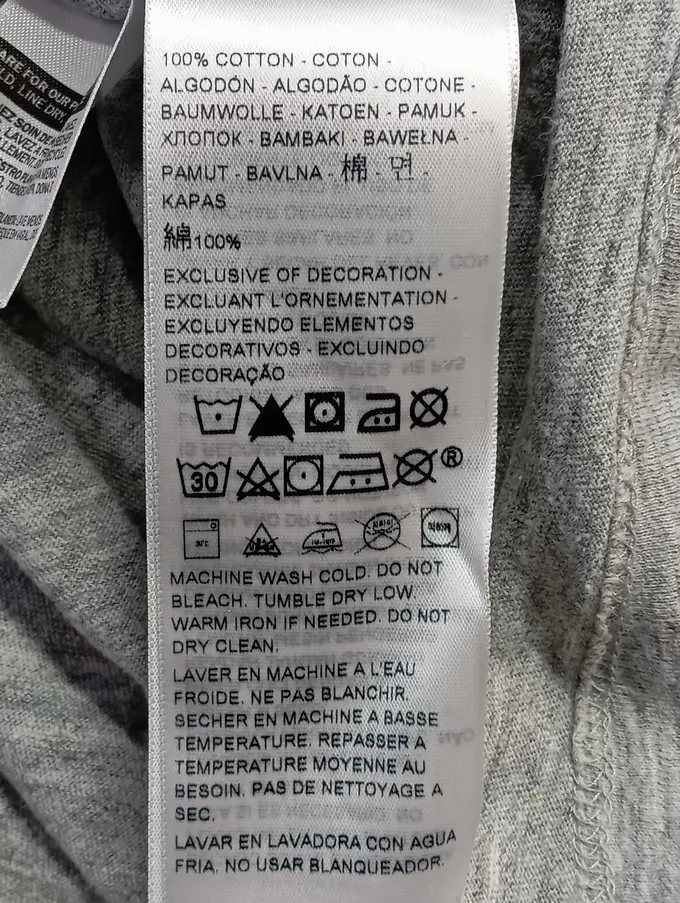 100% COTTON - COTON -
ALGODÓN - ALGODÃO - COTONE -
BAUMWOLLE - KATOEN - PAMUK -
ХЛОПОК - BAMBAKI - BAWEŁNA -
PAMUT - BAVLNA - 棉 - 면 -
KAPAS
綿100%
EXCLUSIVE OF DECORATION -
EXCLUANT L'ORNEMENTATION -
EXCLUYENDO ELEMENTOS
DECORATIVOS - EXCLUINDO
DECORAÇÃO
30
®
MACHINE WASH COLD. DO NOT
BLEACH. TUMBLE DRY LOW.
WARM IRON IF NEEDED. DO NOT
DRY CLEAN.
LAVER EN MACHINE A L'EAU
FROIDE. NE PAS BLANCHIR.
SECHER EN MACHINE A BASSE
TEMPERATURE. REPASSER A
TEMPERATURE MOYENNE AU
BESOIN. PAS DE NETTOYAGE A
SEC.
LAVAR EN LAVADORA CON AGUA
FRIA. NO USAR BLANQUEADOR.